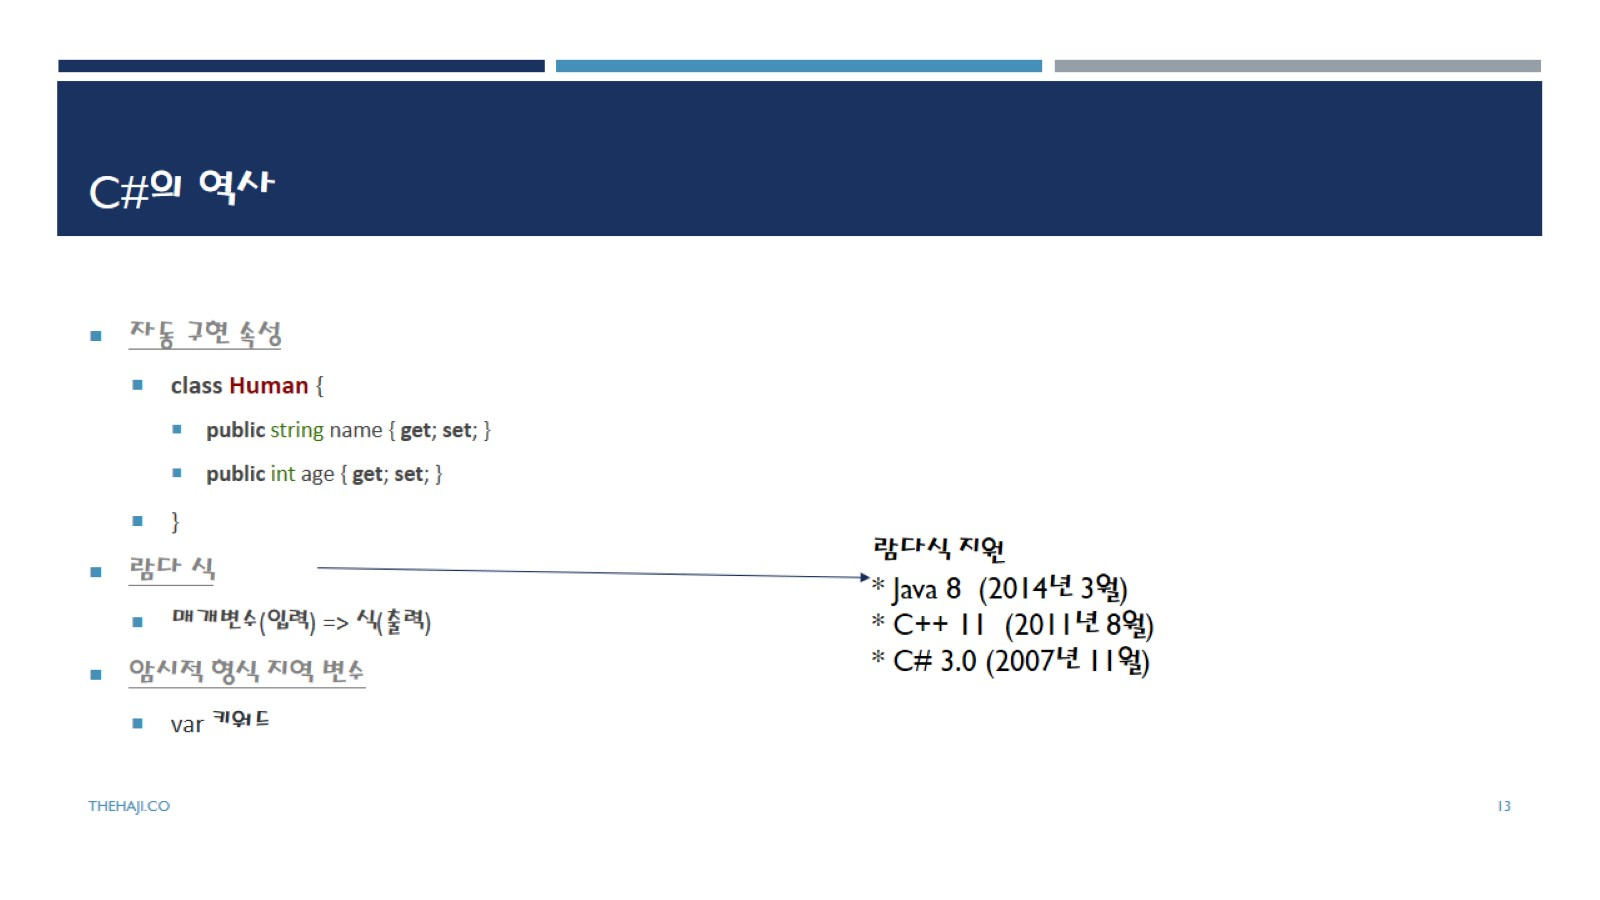 C#의 역사
자동 구현 속성
class Human {
public string name { get; set; }
public int age { get; set; }
}
람다 식
매개변수(입력) => 식(출력)
암시적 형식 지역 변수
var 키워드
람다식 지원
* Java 8 (2014년 3월)
* C++ 11 (2011년 8월)
* C# 3.0 (2007년 11월)
THEHAJI.CO
13